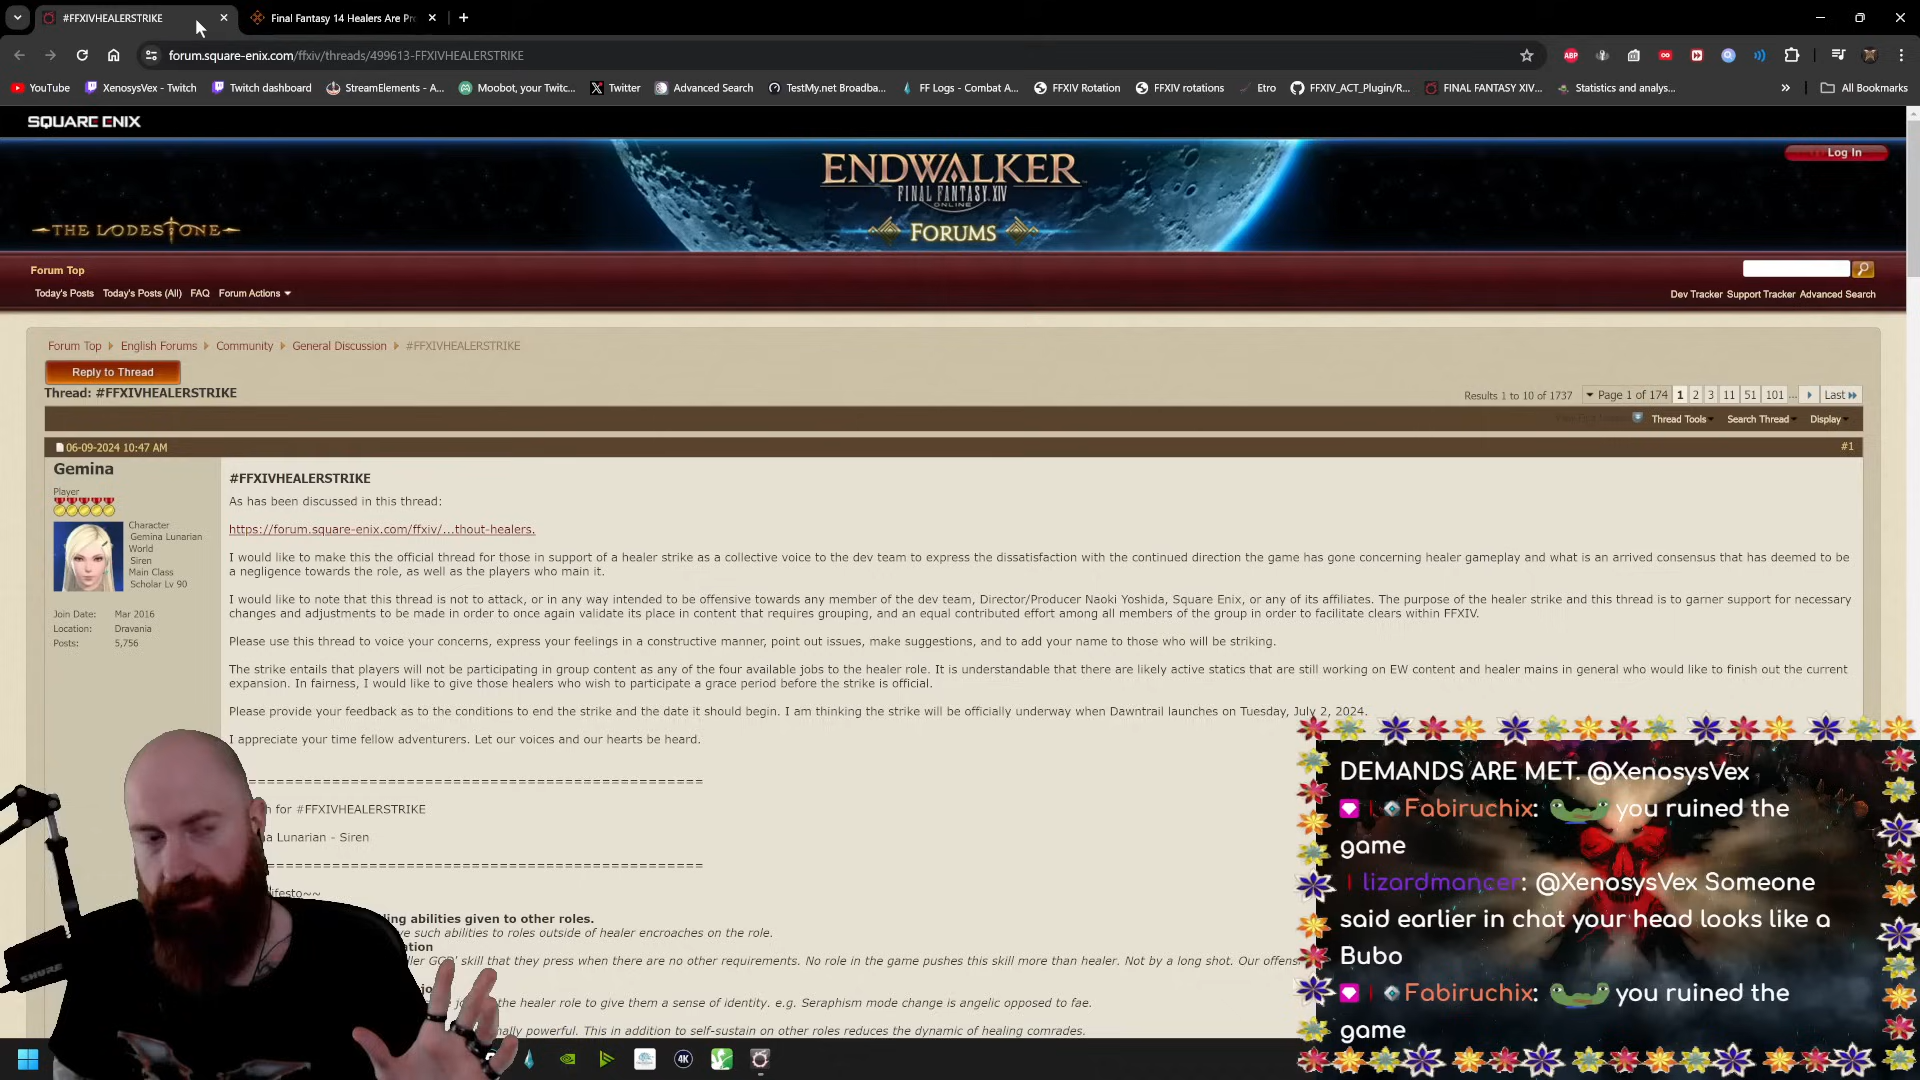 #FFXIVHEALERSTRIKE
Final Fantasy 14 Healers Are Pr
forum.square-enix.com/ffxiv/threads/499613-FFXIVHEALERSTRIKE
YouTube XenosysVex - Twitch Twitch dashboard StreamElements - A... Moobot, your Twitc... Twitter Advanced Search TestMy.net Broadba... FF Logs - Combat A... FFXIV Rotation FFXIV rotations Etro FFXIV_ACT_Plugin/R... FINAL FANTASY XIV... Statistics and analys... » All Bookmarks
SQUARE ENIX
ENDWALKER
FINAL FANTASY XIV
ONLINE
FORUMS
THE LODESTONE
Log In
Forum Top
Today's Posts Today's Posts (All) FAQ Forum Actions
Dev Tracker Support Tracker Advanced Search
Forum Top English Forums Community General Discussion #FFXIVHEALERSTRIKE
Reply to Thread
Thread: #FFXIVHEALERSTRIKE
Results 1 to 10 of 1737 Page 1 of 174 1 2 3 11 51 101 ... Last
Thread Tools Search Thread Display
06-09-2024 10:47 AM #1
Gemina
Player
Character
Gemina Lunarian
World
Siren
Main Class
Scholar Lv 90
Join Date: Mar 2016
Location: Dravania
Posts: 5,756
#FFXIVHEALERSTRIKE
As has been discussed in this thread:
https://forum.square-enix.com/ffxiv/...thout-healers.
I would like to make this the official thread for those in support of a healer strike as a collective voice to the dev team to express the dissatisfaction with the continued direction the game has gone concerning healer gameplay and what is an arrived consensus that has deemed to be
a negligence towards the role, as well as the players who main it.
I would like to note that this thread is not to attack, or in any way intended to be offensive towards any member of the dev team, Director/Producer Naoki Yoshida, Square Enix, or any of its affiliates. The purpose of the healer strike and this thread is to garner support for necessary
changes and adjustments to be made in order to once again validate its place in content that requires grouping, and an equal contributed effort among all members of the group in order to facilitate clears within FFXIV.
Please use this thread to voice your concerns, express your feelings in a constructive manner, point out issues, make suggestions, and to add your name to those who will be striking.
The strike entails that players will not be participating in group content as any of the four available jobs to the healer role. It is understandable that there are likely active statics that are still working on EW content and healer mains in general who would like to finish out the current
expansion. In fairness, I would like to give those healers who wish to participate a grace period before the strike is official.
Please provide your feedback as to the conditions to end the strike and the date it should begin. I am thinking the strike will be officially underway when Dawntrail launches on Tuesday, July 2, 2024.
I appreciate your time fellow adventurers. Let our voices and our hearts be heard.
for #FFXIVHEALERSTRIKE
Lunarian - Siren
ifesto~~
ling abilities given to other roles.
ve such abilities to roles outside of healer encroaches on the role.
ation
ller GCD' skill that they press when there are no other requirements. No role in the game pushes this skill more than healer. Not by a long shot. Our offens
the healer role to give them a sense of identity. e.g. Seraphism mode change is angelic opposed to fae.
nally powerful. This in addition to self-sustain on other roles reduces the dynamic of healing comrades.
DEMANDS ARE MET. @XenosysVex
Fabiruchix: you ruined the
game
lizardmancer: @XenosysVex Someone
said earlier in chat your head looks like a
Bubo
Fabiruchix: you ruined the
game
SHURE
4K